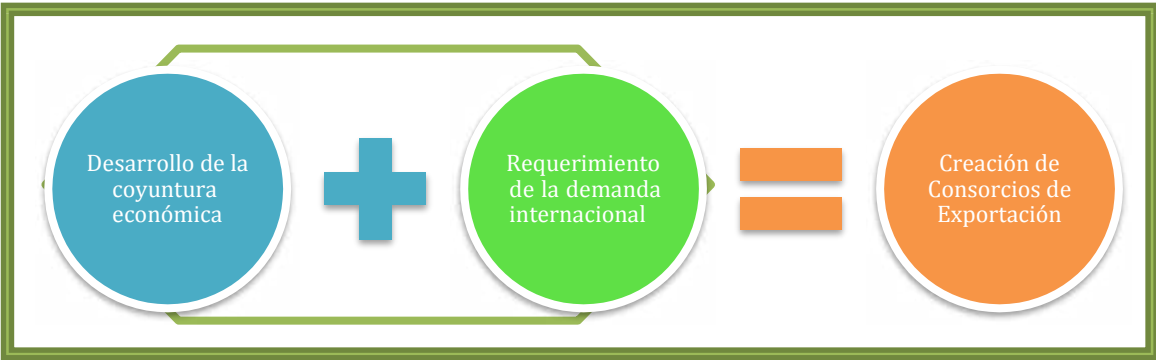 Desarrollo de la
coyuntura
económica
Requerimiento
de la demanda
internacional
Creación de
Consorcios de
Exportación